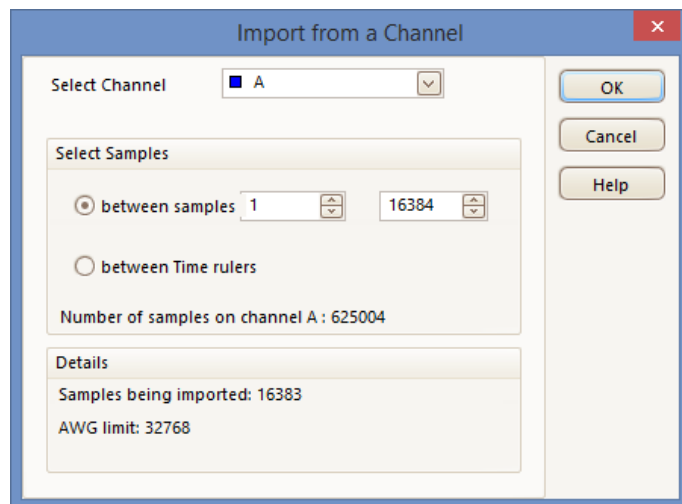 Import from a Channel
Select Channel A
OK
Cancel
Help
Select Samples
between samples 1 16384
between Time rulers
Number of samples on channel A : 625004
Details
Samples being imported: 16383
AWG limit: 32768